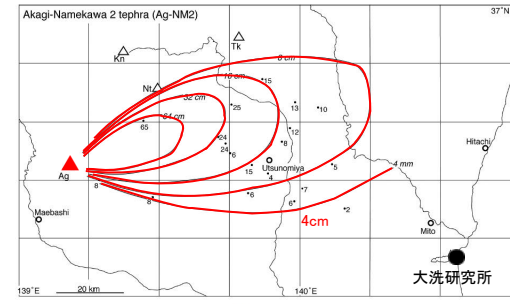 Akagi-Namekawa 2 tephra (Ag-NM2)
37°N
Tk
Kn
8 cm
16 cm
15
Nt
32 cm
25
13
10
64 cm
65
12
24
24
8
6
Hitachi
Ag
15
Utsunomiya
5
4 mm
4
8
8
6
7
6
2
4cm
Maebashi
Mito
大洗研究所
139°E
20 km
140°E